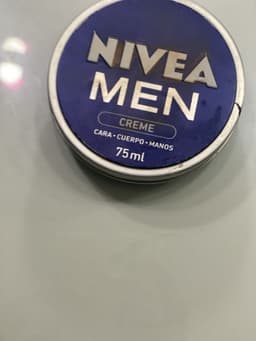 NIVEA
MEN
CREME
CARA • CUERPO • MANOS
75ml